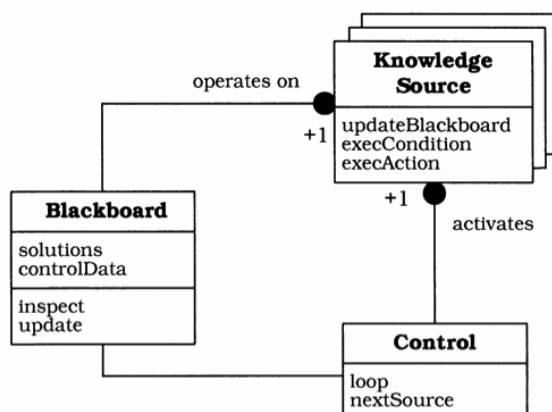 Knowledge
Source
operates on
+1
updateBlackboard
execCondition
execAction
+1
activates
Blackboard
solutions
controlData
inspect
update
Control
loop
nextSource